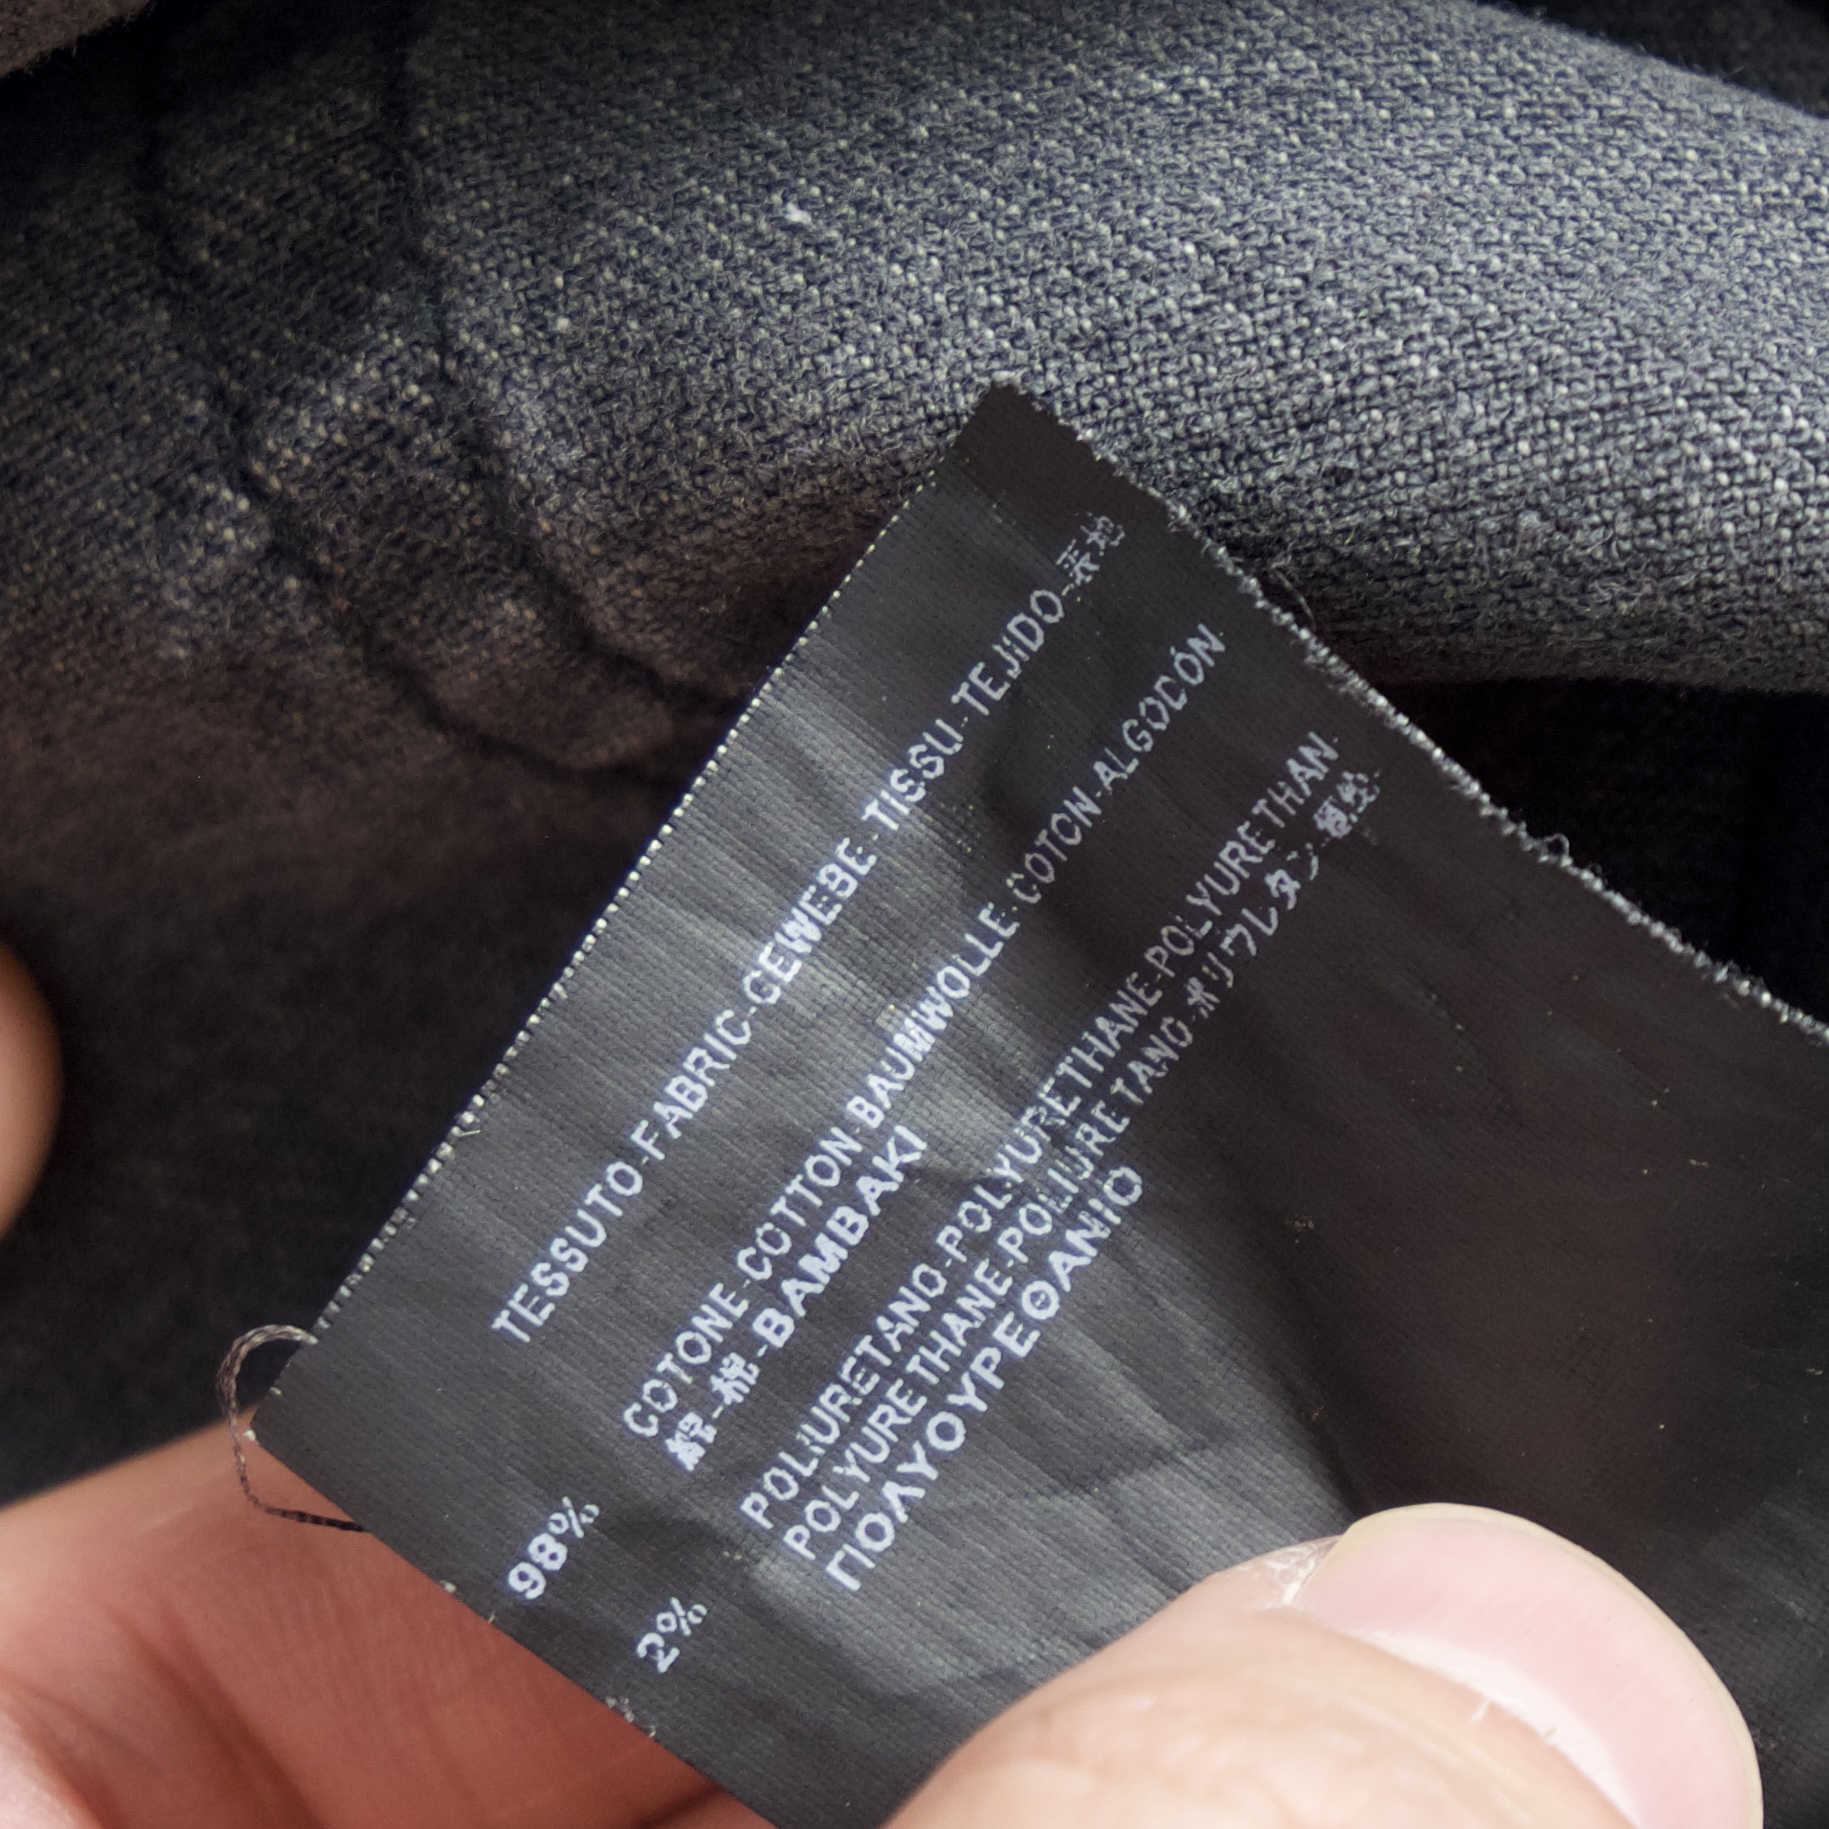 TESSUTO-FABRIC-GEWEBE-TISSU-TEJIDO-表地
98% COTONE-COTTON-BAUMWOLLE-COTON-ALGODÓN
綿-棉-BAMBAKI
2% POLIURETANO-POLYURETHANE-POLYURETHAN
POLYURETHANE-POLIURETANO-ポリウレタン
ΠΟΛΥΟΥΡΕΘΑΝΙΟ